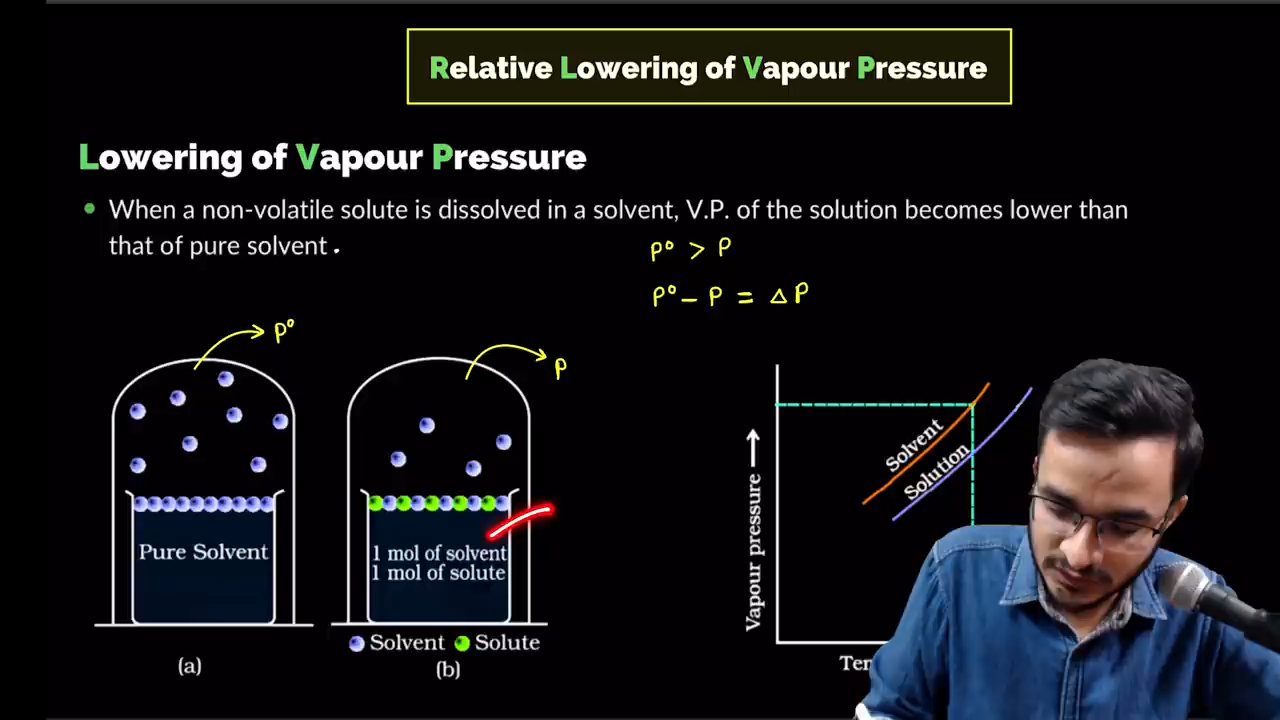 Relative Lowering of Vapour Pressure
Lowering of Vapour Pressure
When a non-volatile solute is dissolved in a solvent, V.P. of the solution becomes lower than
that of pure solvent.
P° > P
P° - P = Δ P
P°
P
Pure Solvent
1 mol of solvent
1 mol of solute
Solvent Solute
(a)
(b)
Vapour pressure
Solvent
Solution